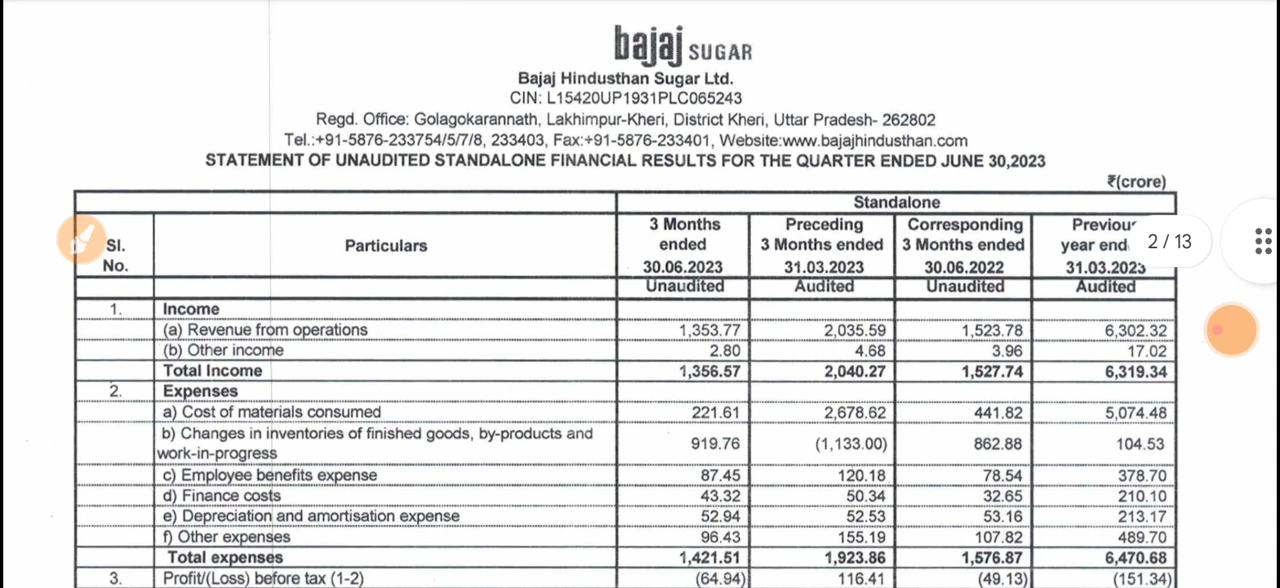 bajaj SUGAR
Bajaj Hindusthan Sugar Ltd.
CIN: L15420UP1931PLC065243
Regd. Office: Golagokarannath, Lakhimpur-Kheri, District Kheri, Uttar Pradesh- 262802
Tel.:+91-5876-233754/5/7/8, 233403, Fax:+91-5876-233401, Website:www.bajajhindusthan.com
STATEMENT OF UNAUDITED STANDALONE FINANCIAL RESULTS FOR THE QUARTER ENDED JUNE 30,2023
₹(crore)
Standalone
Sl. No. Particulars 3 Months ended 30.06.2023 Preceding 3 Months ended 31.03.2023 Corresponding 3 Months ended 30.06.2022 year 31.03.2023
2 / 13
Unaudited Audited Unaudited Audited
1. Income
(a) Revenue from operations 1,353.77 2,035.59 1,523.78 6,302.32
(b) Other income 2.80 4.68 3.96 17.02
Total Income 1,356.57 2,040.27 1,527.74 6,319.34
2. Expenses
a) Cost of materials consumed 221.61 2,678.62 441.82 5,074.48
b) Changes in inventories of finished goods, by-products and
work-in-progress 919.76 (1,133.00) 862.88 104.53
c) Employee benefits expense 87.45 120.18 78.54 378.70
d) Finance costs 43.32 50.34 32.65 210.10
e) Depreciation and amortisation expense 52.94 52.53 53.16 213.17
f) Other expenses 96.43 155.19 107.82 489.70
Total expenses 1,421.51 1,923.86 1,576.87 6,470.68
3. Profit/(Loss) before tax (1-2) (64.94) 116.41 (49.13) (151.34)